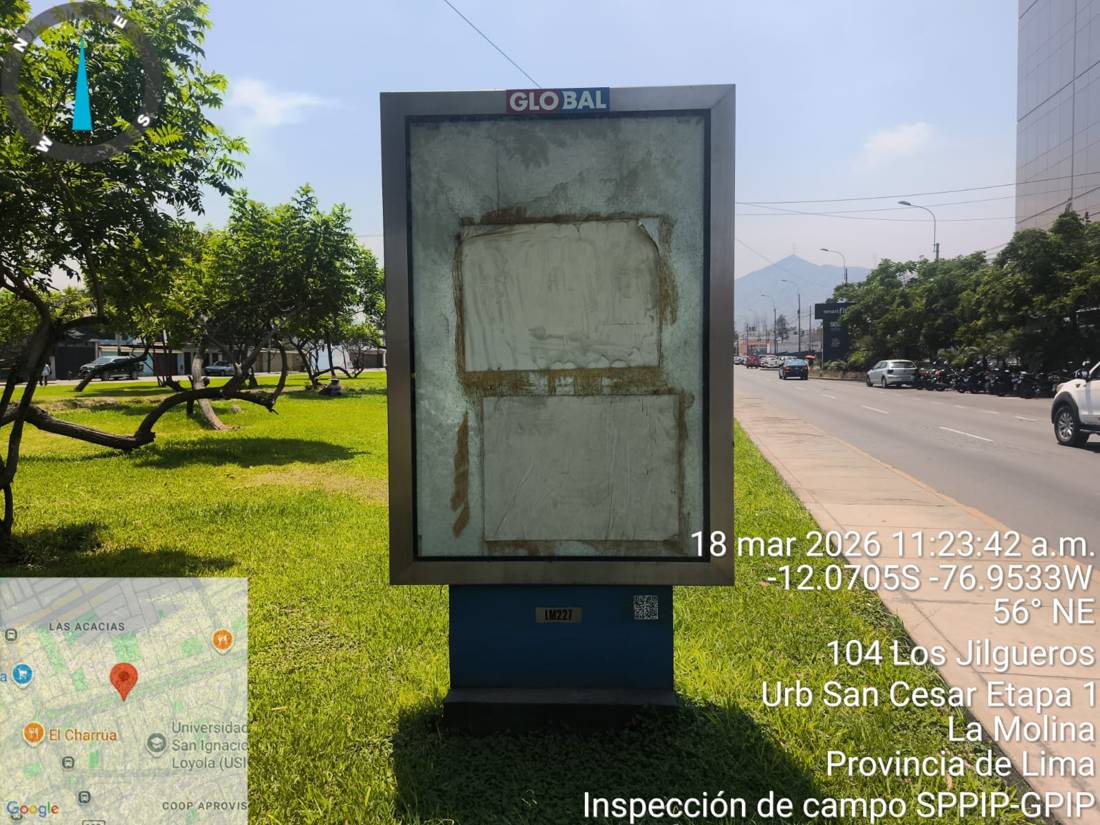 N
E
W
S
GLOBAL
LM227
18 mar 2026 11:23:42 a.m.
-12.0705S -76.9533W
56° NE
104 Los Jilgueros
Urb San Cesar Etapa 1
La Molina
Provincia de Lima
Inspección de campo SPPIP-GPIP
LAS ACACIAS
a
El Charrua
Universidad
San Ignacio
Loyola (USI
COOP APROVIS
Google